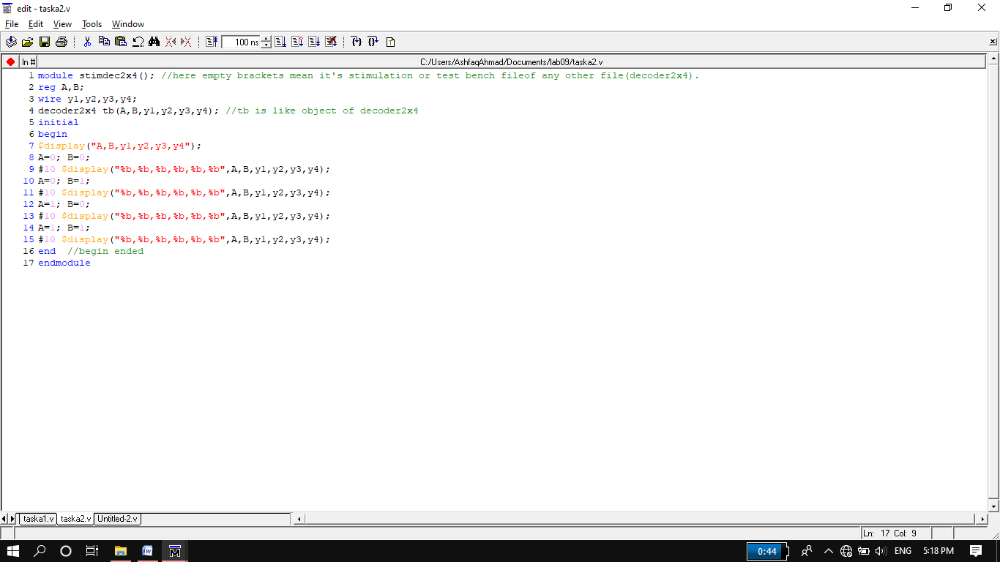 edit - taska2.v
File Edit View Tools Window
100 ns
ln # C:/Users/AshfaqAhmad/Documents/lab09/taska2.v
1 module stimdec2x4(); //here empty brackets mean it's stimulation or test bench fileof any other file(decoder2x4).
2 reg A,B;
3 wire y1,y2,y3,y4;
4 decoder2x4 tb(A,B,y1,y2,y3,y4); //tb is like object of decoder2x4
5 initial
6 begin
7 $display("A,B,y1,y2,y3,y4");
8 A=0; B=0;
9 #10 $display("%b,%b,%b,%b,%b,%b",A,B,y1,y2,y3,y4);
10 A=0; B=1;
11 #10 $display("%b,%b,%b,%b,%b,%b",A,B,y1,y2,y3,y4);
12 A=1; B=0;
13 #10 $display("%b,%b,%b,%b,%b,%b",A,B,y1,y2,y3,y4);
14 A=1; B=1;
15 #10 $display("%b,%b,%b,%b,%b,%b",A,B,y1,y2,y3,y4);
16 end  //begin ended
17 endmodule
taska1.v taska2.v Untitled-2.v
Ln: 17 Col: 9
0:44 ENG 5:18 PM